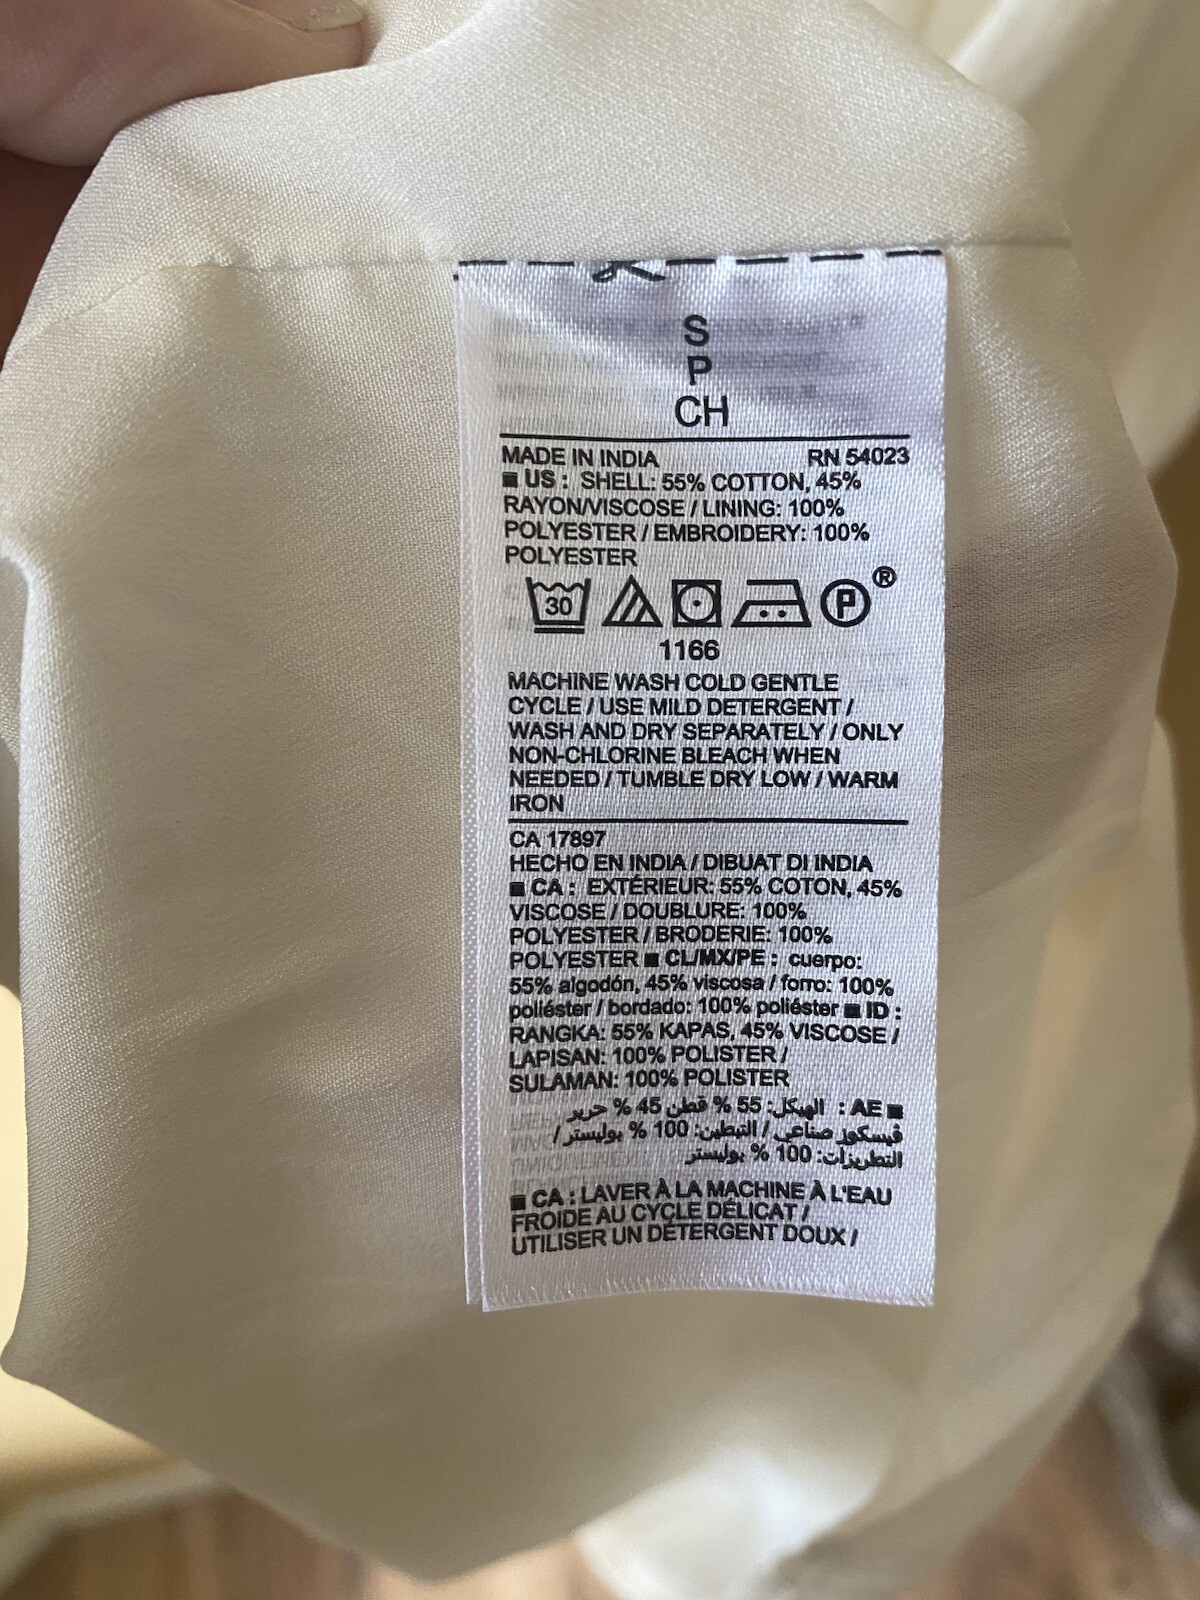 S
P
CH
MADE IN INDIA RN 54023
■ US : SHELL: 55% COTTON, 45%
RAYON/VISCOSE / LINING: 100%
POLYESTER / EMBROIDERY: 100%
POLYESTER
30 P ®
1166
MACHINE WASH COLD GENTLE
CYCLE / USE MILD DETERGENT /
WASH AND DRY SEPARATELY / ONLY
NON-CHLORINE BLEACH WHEN
NEEDED / TUMBLE DRY LOW / WARM
IRON
CA 17897
HECHO EN INDIA / DIBUAT DI INDIA
■ CA : EXTÉRIEUR: 55% COTON, 45%
VISCOSE / DOUBLURE: 100%
POLYESTER / BRODERIE: 100%
POLYESTER ■ CL/MX/PE : cuerpo:
55% algodón, 45% viscosa / forro: 100%
poliéster / bordado: 100% poliéster ■ ID :
RANGKA: 55% KAPAS, 45% VISCOSE /
LAPISAN: 100% POLISTER /
SULAMAN: 100% POLISTER
■ AE : الهيكل: 55 % قطن 45 % حرير
فيسكوز صناعي / التبطين: 100 % بوليستر /
التطريزات: 100 % بوليستر
■ CA : LAVER À LA MACHINE À L'EAU
FROIDE AU CYCLE DÉLICAT /
UTILISER UN DÉTERGENT DOUX /